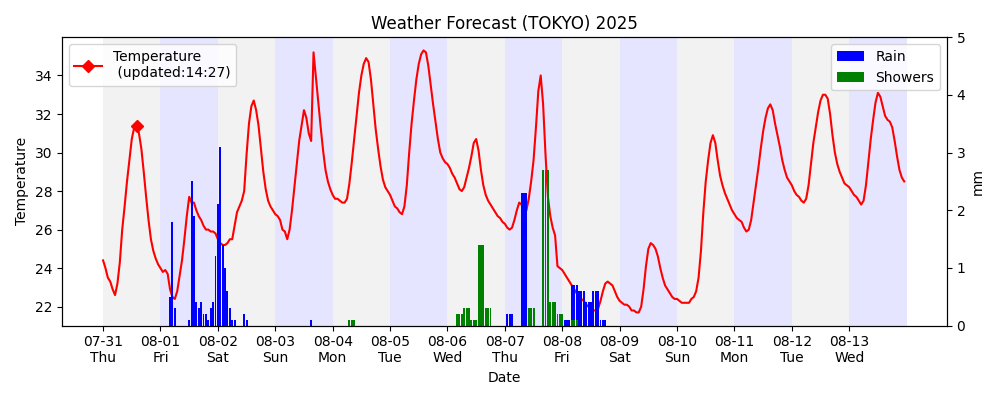 Weather Forecast (TOKYO) 2025
Temperature
(updated:14:27)
Rain
Showers
34
32
30
28
26
24
22
Temperature
5
4
3
2
1
0
mm
07-31 08-01 08-02 08-03 08-04 08-05 08-06 08-07 08-08 08-09 08-10 08-11 08-12 08-13
Thu Fri Sat Sun Mon Tue Wed Thu Fri Sat Sun Mon Tue Wed
Date